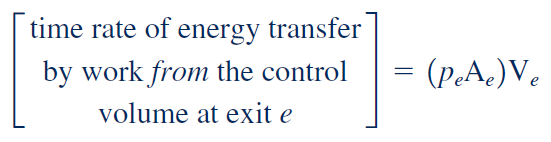 time rate of energy transfer
by work from the control
volume at exit e
= (pₑAₑ)Vₑ